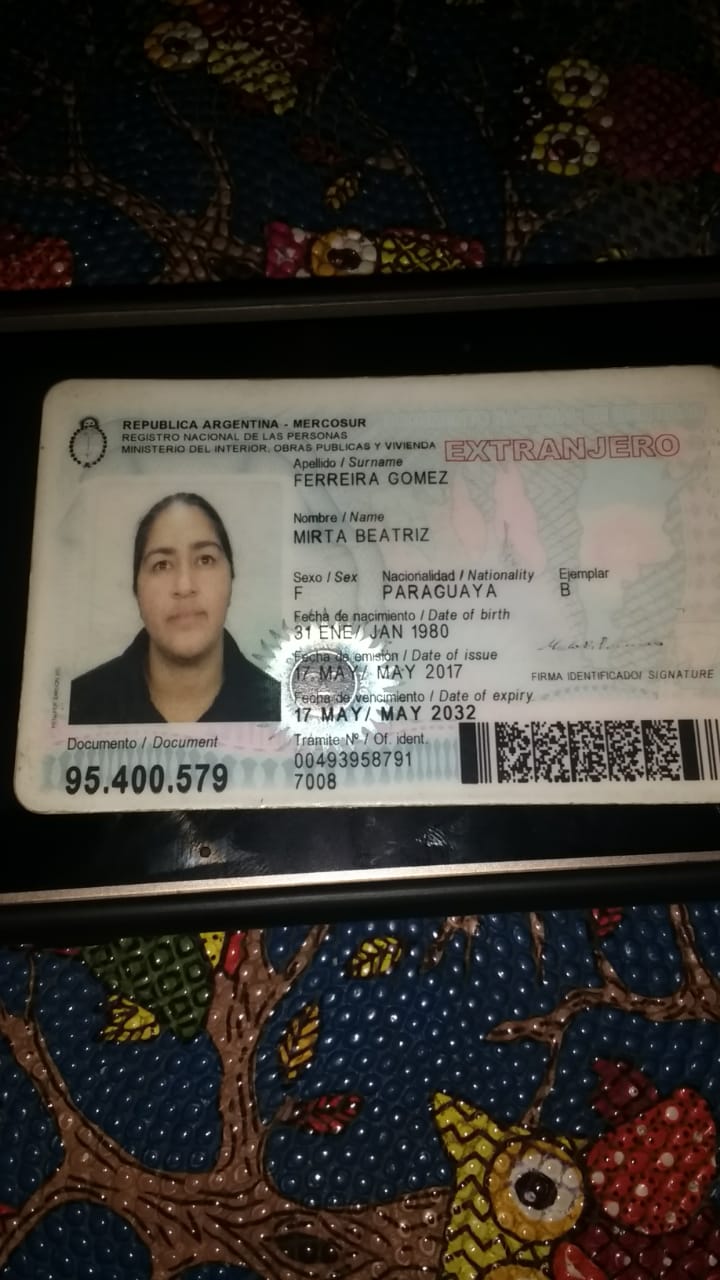 REPUBLICA ARGENTINA - MERCOSUR
REGISTRO NACIONAL DE LAS PERSONAS
MINISTERIO DEL INTERIOR, OBRAS PUBLICAS Y VIVIENDA
EXTRANJERO
Apellido / Surname
FERREIRA GOMEZ
Nombre / Name
MIRTA BEATRIZ
Sexo / Sex Nacionalidad / Nationality Ejemplar
F PARAGUAYA B
Fecha de nacimiento / Date of birth
31 ENE/ JAN 1980
Fecha de emisión / Date of issue
17 MAY/ MAY 2017
FIRMA IDENTIFICADO/ SIGNATURE
Fecha de vencimiento / Date of expiry
17 MAY/ MAY 2032
Documento / Document
95.400.579
Trámite Nº / Of. ident.
00493958791
7008